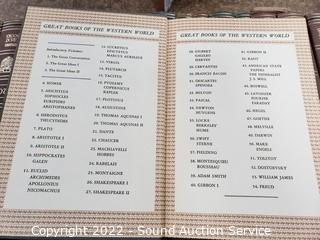 GREAT BOOKS OF THE WESTERN WORLD
Introductory Volumes:
1. The Great Conversation
2. The Great Ideas I
3. The Great Ideas II
4. HOMER
5. AESCHYLUS
SOPHOCLES
EURIPIDES
ARISTOPHANES
6. HERODOTUS
THUCYDIDES
7. PLATO
8. ARISTOTLE I
9. ARISTOTLE II
10. HIPPOCRATES
GALEN
11. EUCLID
ARCHIMEDES
APOLLONIUS
NICOMACHUS
12. LUCRETIUS
EPICTETUS
MARCUS AURELIUS
13. VIRGIL
14. PLUTARCH
15. TACITUS
16. PTOLEMY
COPERNICUS
KEPLER
17. PLOTINUS
18. AUGUSTINE
19. THOMAS AQUINAS I
20. THOMAS AQUINAS II
21. DANTE
22. CHAUCER
23. MACHIAVELLI
HOBBES
24. RABELAIS
25. MONTAIGNE
26. SHAKESPEARE I
27. SHAKESPEARE II
GREAT BOOKS OF THE WESTERN WORLD
28. GILBERT
GALILEO
HARVEY
29. CERVANTES
30. FRANCIS BACON
31. DESCARTES
SPINOZA
32. MILTON
33. PASCAL
34. NEWTON
HUYGENS
35. LOCKE
BERKELEY
HUME
36. SWIFT
STERNE
37. FIELDING
38. MONTESQUIEU
ROUSSEAU
39. ADAM SMITH
40. GIBBON I
41. GIBBON II
42. KANT
43. AMERICAN STATE
PAPERS
THE FEDERALIST
J. S. MILL
44. BOSWELL
45. LAVOISIER
FOURIER
FARADAY
46. HEGEL
47. GOETHE
48. MELVILLE
49. DARWIN
50. MARX
ENGELS
51. TOLSTOY
52. DOSTOEVSKY
53. WILLIAM JAMES
54. FREUD
Copyright 2022 - Sound Auction Service